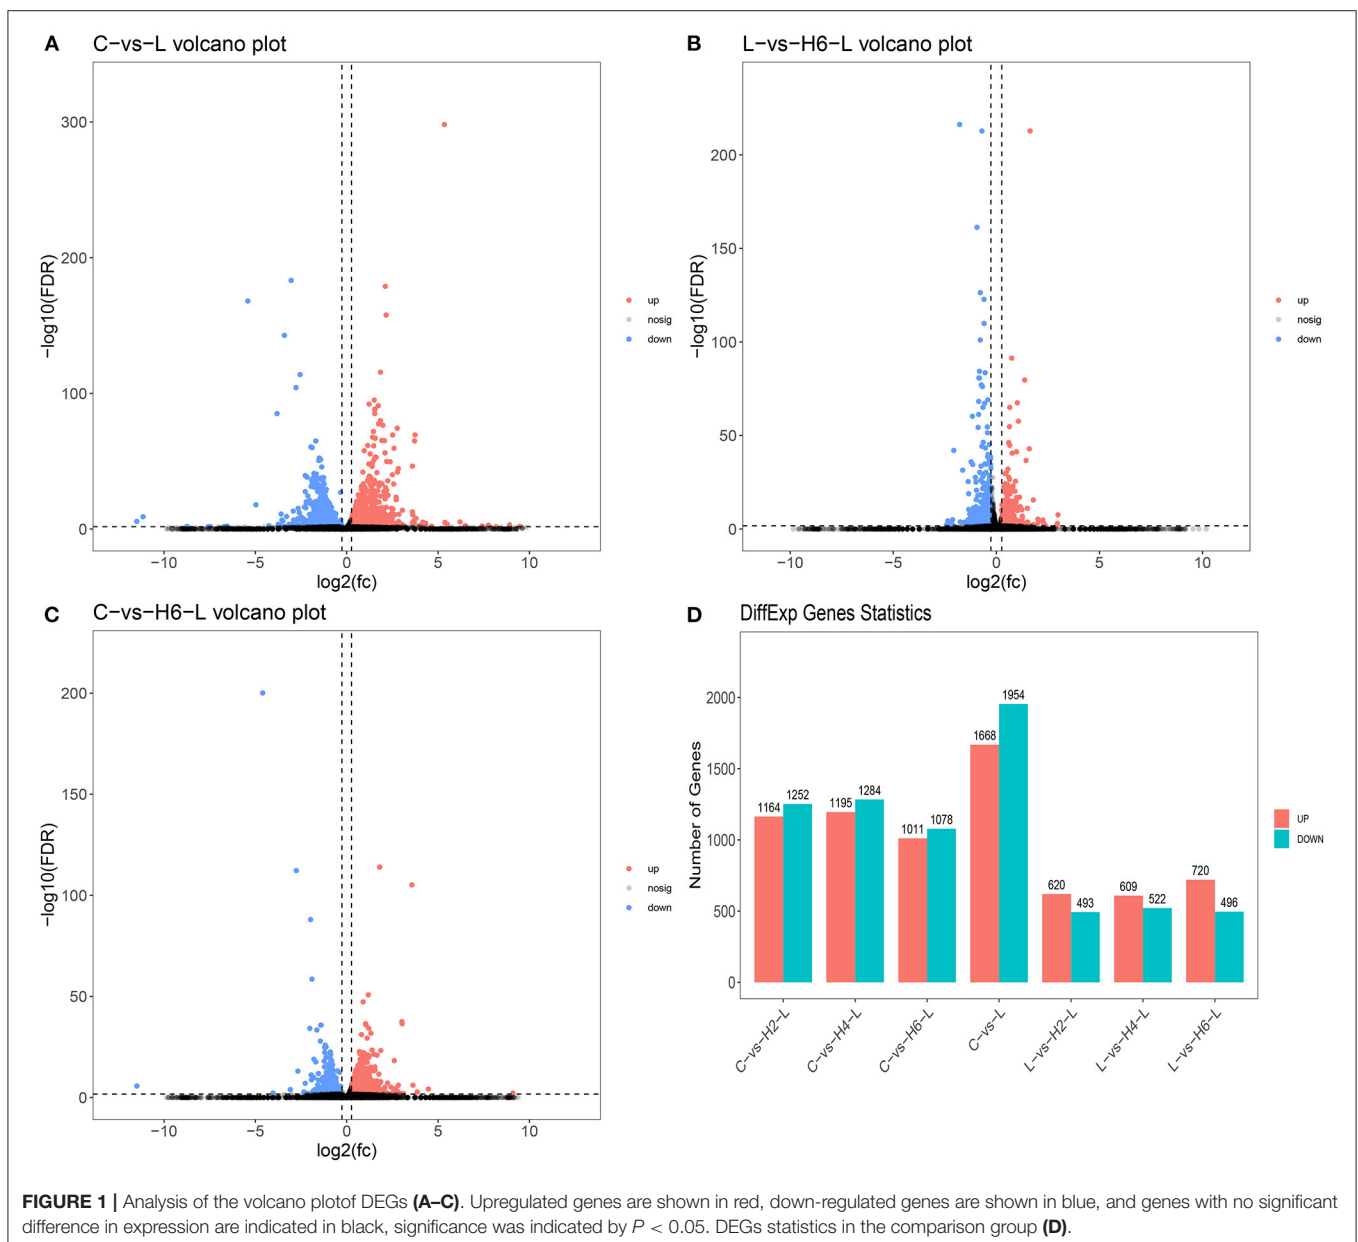 A C−vs−L volcano plot
300
200
100
0
−log10(FDR)
−10 −5 0 5 10
log2(fc)
up
nosig
down
B L−vs−H6−L volcano plot
200
150
100
50
0
−log10(FDR)
−10 −5 0 5 10
log2(fc)
up
nosig
down
C C−vs−H6−L volcano plot
200
150
100
50
0
−log10(FDR)
−10 −5 0 5 10
log2(fc)
up
nosig
down
D DiffExp Genes Statistics
2000
1500
1000
500
0
Number of Genes
1164 1252 1195 1284 1011 1078 1668 1954 620 493 609 522 720 496
C−vs−H2−L
C−vs−H4−L
C−vs−H6−L
C−vs−L
L−vs−H2−L
L−vs−H4−L
L−vs−H6−L
UP
DOWN
FIGURE 1 | Analysis of the volcano plotof DEGs (A–C). Upregulated genes are shown in red, down-regulated genes are shown in blue, and genes with no significant
difference in expression are indicated in black, significance was indicated by P < 0.05. DEGs statistics in the comparison group (D).